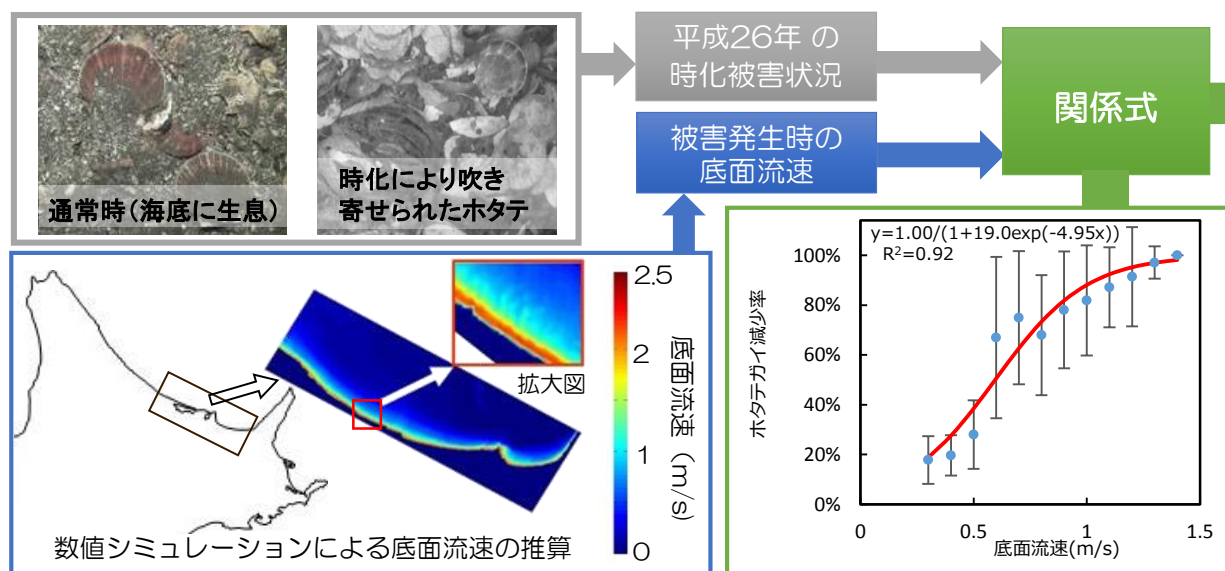 通常時(海底に生息)
時化により吹き
寄せられたホタテ
平成26年 の
時化被害状況
被害発生時の
底面流速
関係式
拡大図
2.5
2
1
0
底面流速 (m/s)
数値シミュレーションによる底面流速の推算
y=1.00/(1+19.0exp(-4.95x))
R²=0.92
ホタテガイ減少率
100%
80%
60%
40%
20%
0%
0
0.5
1
1.5
底面流速(m/s)